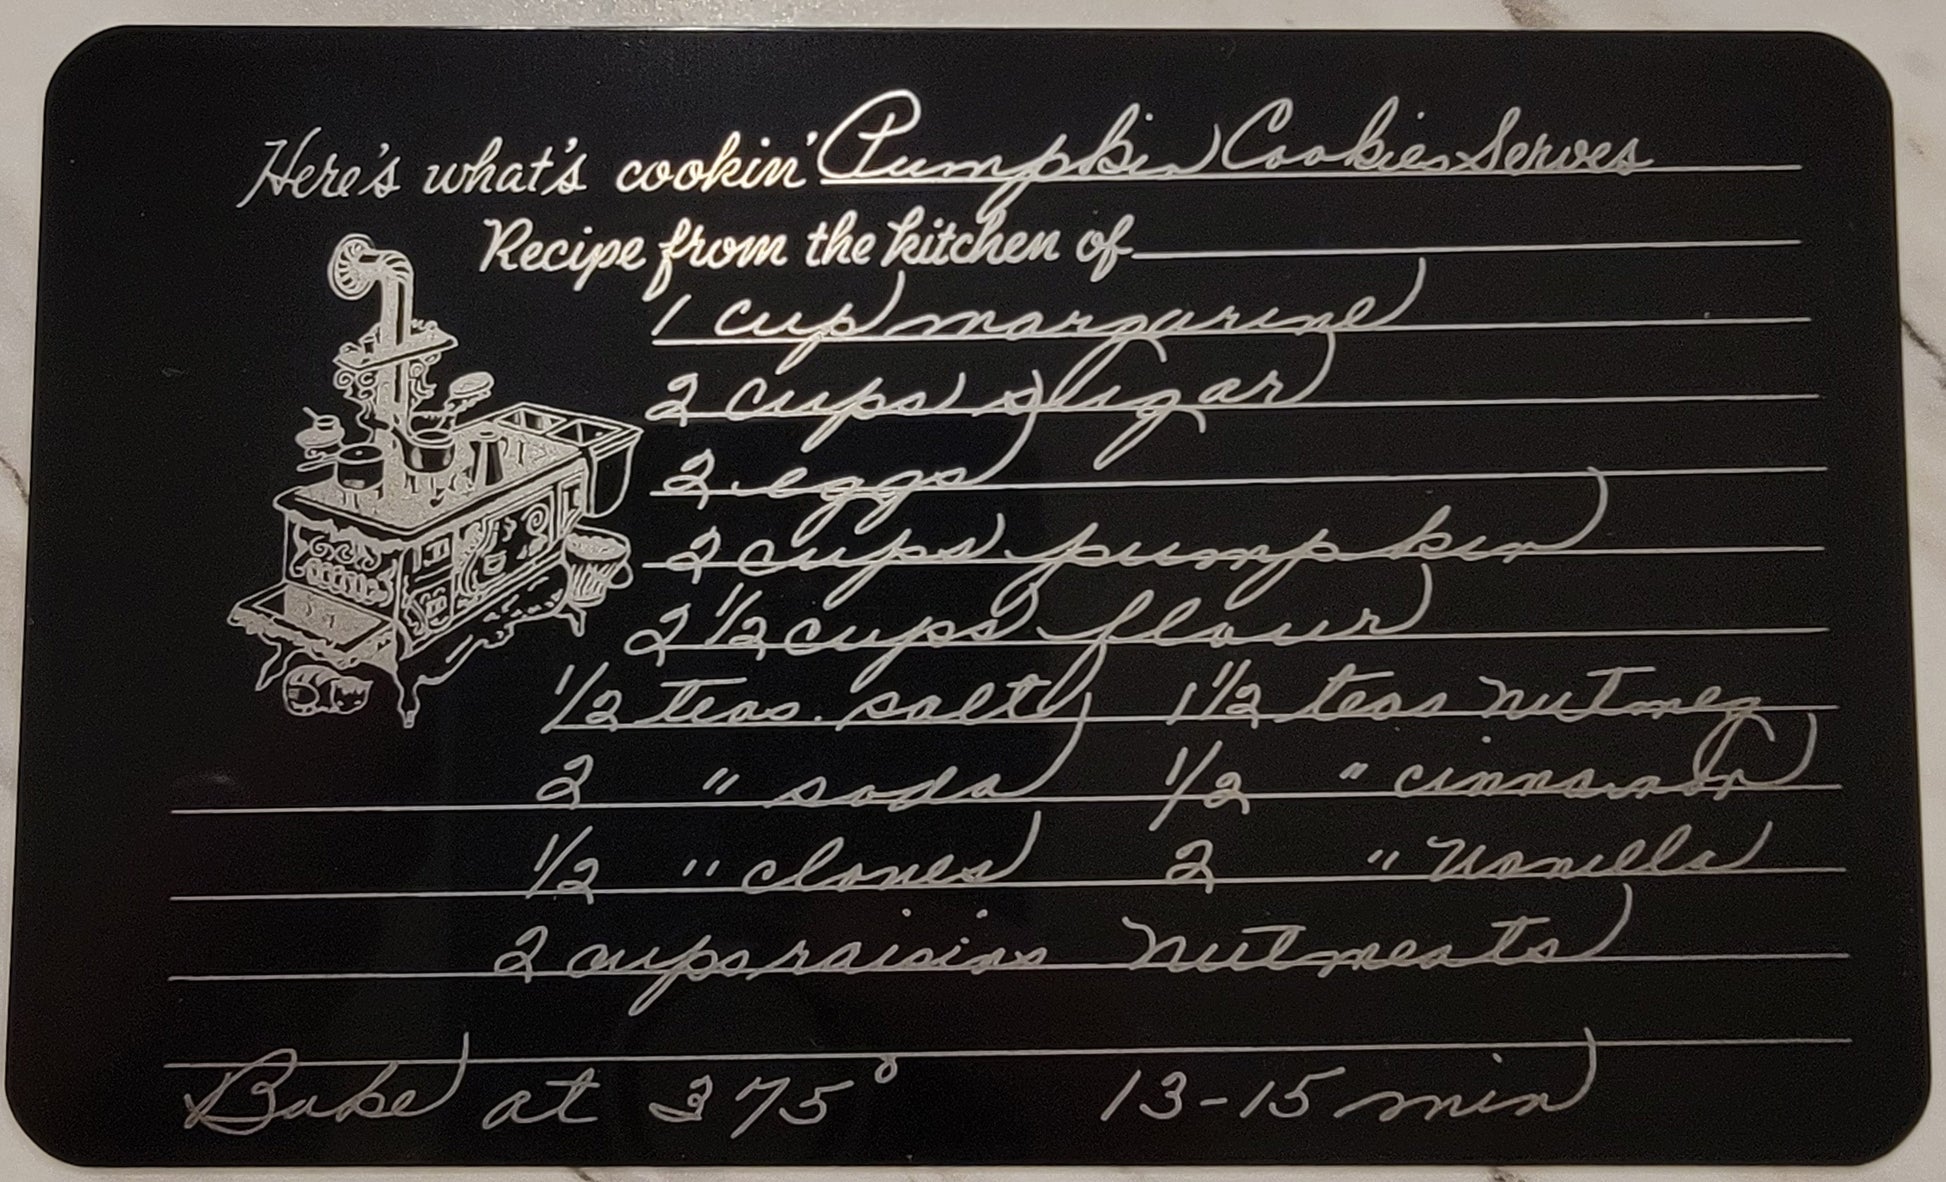 Here's what's cookin' Pumpkin Cookies Serves
Recipe from the kitchen of
1 cup margarine
2 cups sugar
2 eggs
2 cups pumpkin
2 1/2 cups flour
1/2 teas. salt 1 1/2 teas nutmeg
2 " soda 1/2 " cinnamon
1/2 " cloves 2 " vanilla
2 cups raisins nutmeats
Bake at 375° 13-15 min